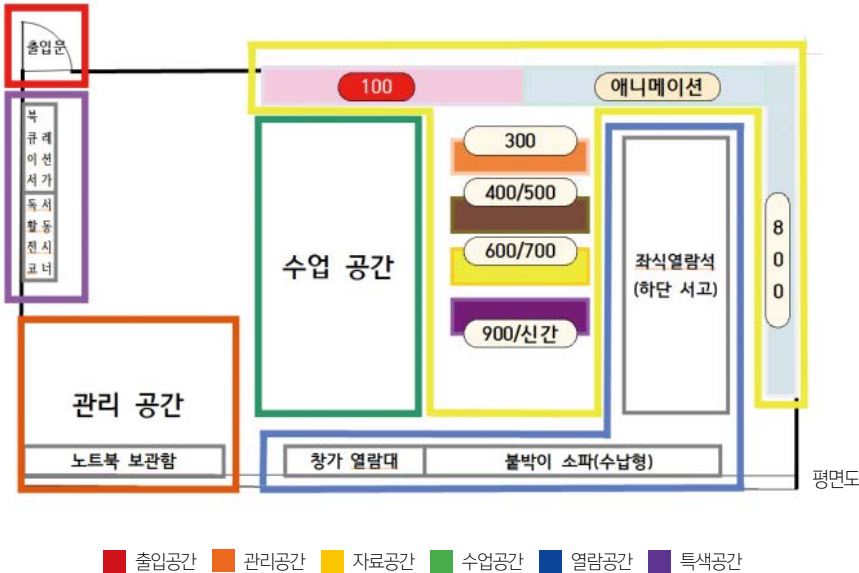 출입문
100
애니메이션
북
큐레
이션
서가
독서
활동
전시
코너
수업 공간
300
400/500
600/700
900/신간
좌식열람석
(하단 서고)
8
0
0
관리 공간
노트북 보관함
창가 열람대
붙박이 소파(수납형)
평면도
출입공간
관리공간
자료공간
수업공간
열람공간
특색공간